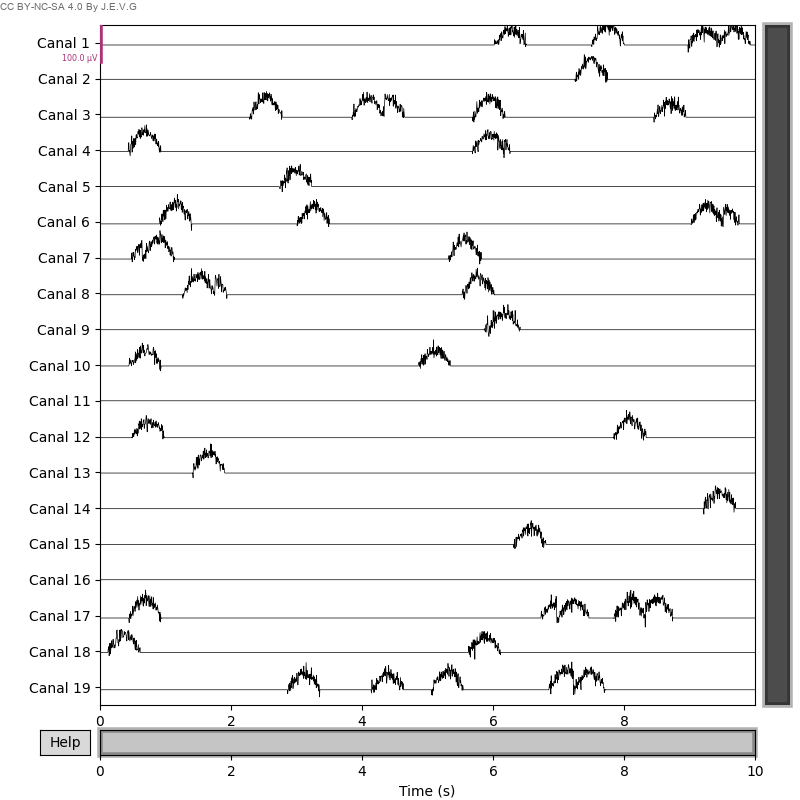 CC BY-NC-SA 4.0 By J.E.V.G
Canal 1
100.0 µV
Canal 2
Canal 3
Canal 4
Canal 5
Canal 6
Canal 7
Canal 8
Canal 9
Canal 10
Canal 11
Canal 12
Canal 13
Canal 14
Canal 15
Canal 16
Canal 17
Canal 18
Canal 19
0 2 4 6 8
Help
0 2 4 6 8 10
Time (s)